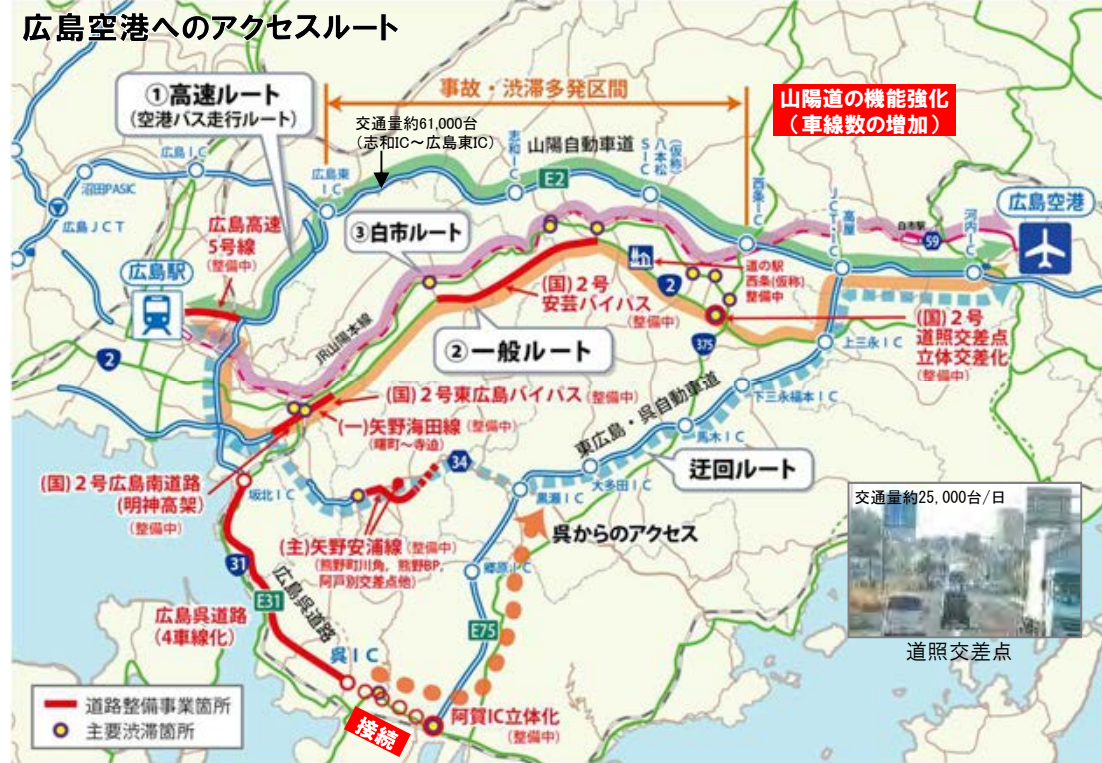 広島空港へのアクセスルート
①高速ルート
(空港バス走行ルート)
事故・渋滞多発区間
山陽道の機能強化
(車線数の増加)
交通量約61,000台
(志和IC～広島東IC)
広島IC
沼田PASIC
広島JCT
広島東IC
志和IC
山陽自動車道
E2
(仮称)
八本松SIC
西条IC
高屋JCT・IC
白市駅
59
河内IC
広島空港
広島高速
5号線
(整備中)
③白市ルート
広島駅
2
JR山陽本線
(国)2号
安芸バイパス
(整備中)
2
道の駅
西条(仮称)
整備中
(国)2号
道照交差点
立体交差化
(整備中)
375
上三永IC
②一般ルート
(国)2号東広島バイパス(整備中)
(一)矢野海田線(整備中)
(曙町～寺迫)
下三永福本IC
東広島・呉自動車道
馬木IC
大多田IC
黒瀬IC
迂回ルート
34
(国)2号広島南道路
(明神高架)
(整備中)
坂北IC
(主)矢野安浦線(整備中)
(熊野町川角，熊野BP，
阿戸別交差点他)
呉からのアクセス
郷原IC
31
E31
広島呉道路
広島呉道路
(4車線化)
E75
呉IC
阿賀IC立体化
(整備中)
接続
交通量約25,000台/日
道照交差点
道路整備事業箇所
主要渋滞箇所